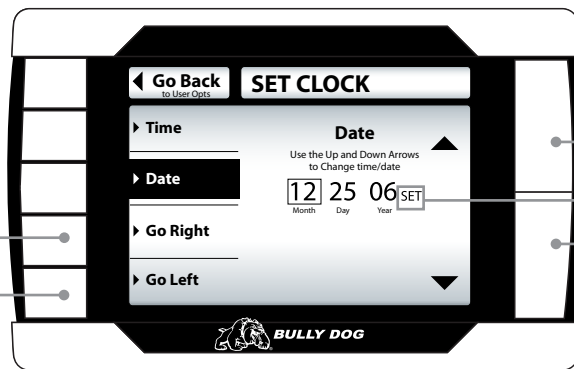 Go Back
to User Opts
SET CLOCK
Time
Date
Go Right
Go Left
Date
Use the Up and Down Arrows
to Change time/date
12 25 06 SET
Month Day Year
BULLY DOG